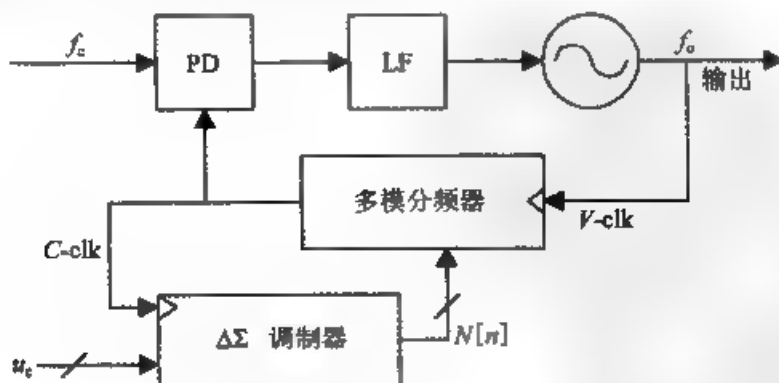 f_c
PD
LF
f_o
输出
多模分频器
V-clk
C-clk
ΔΣ 调制器
N[n]
u_c